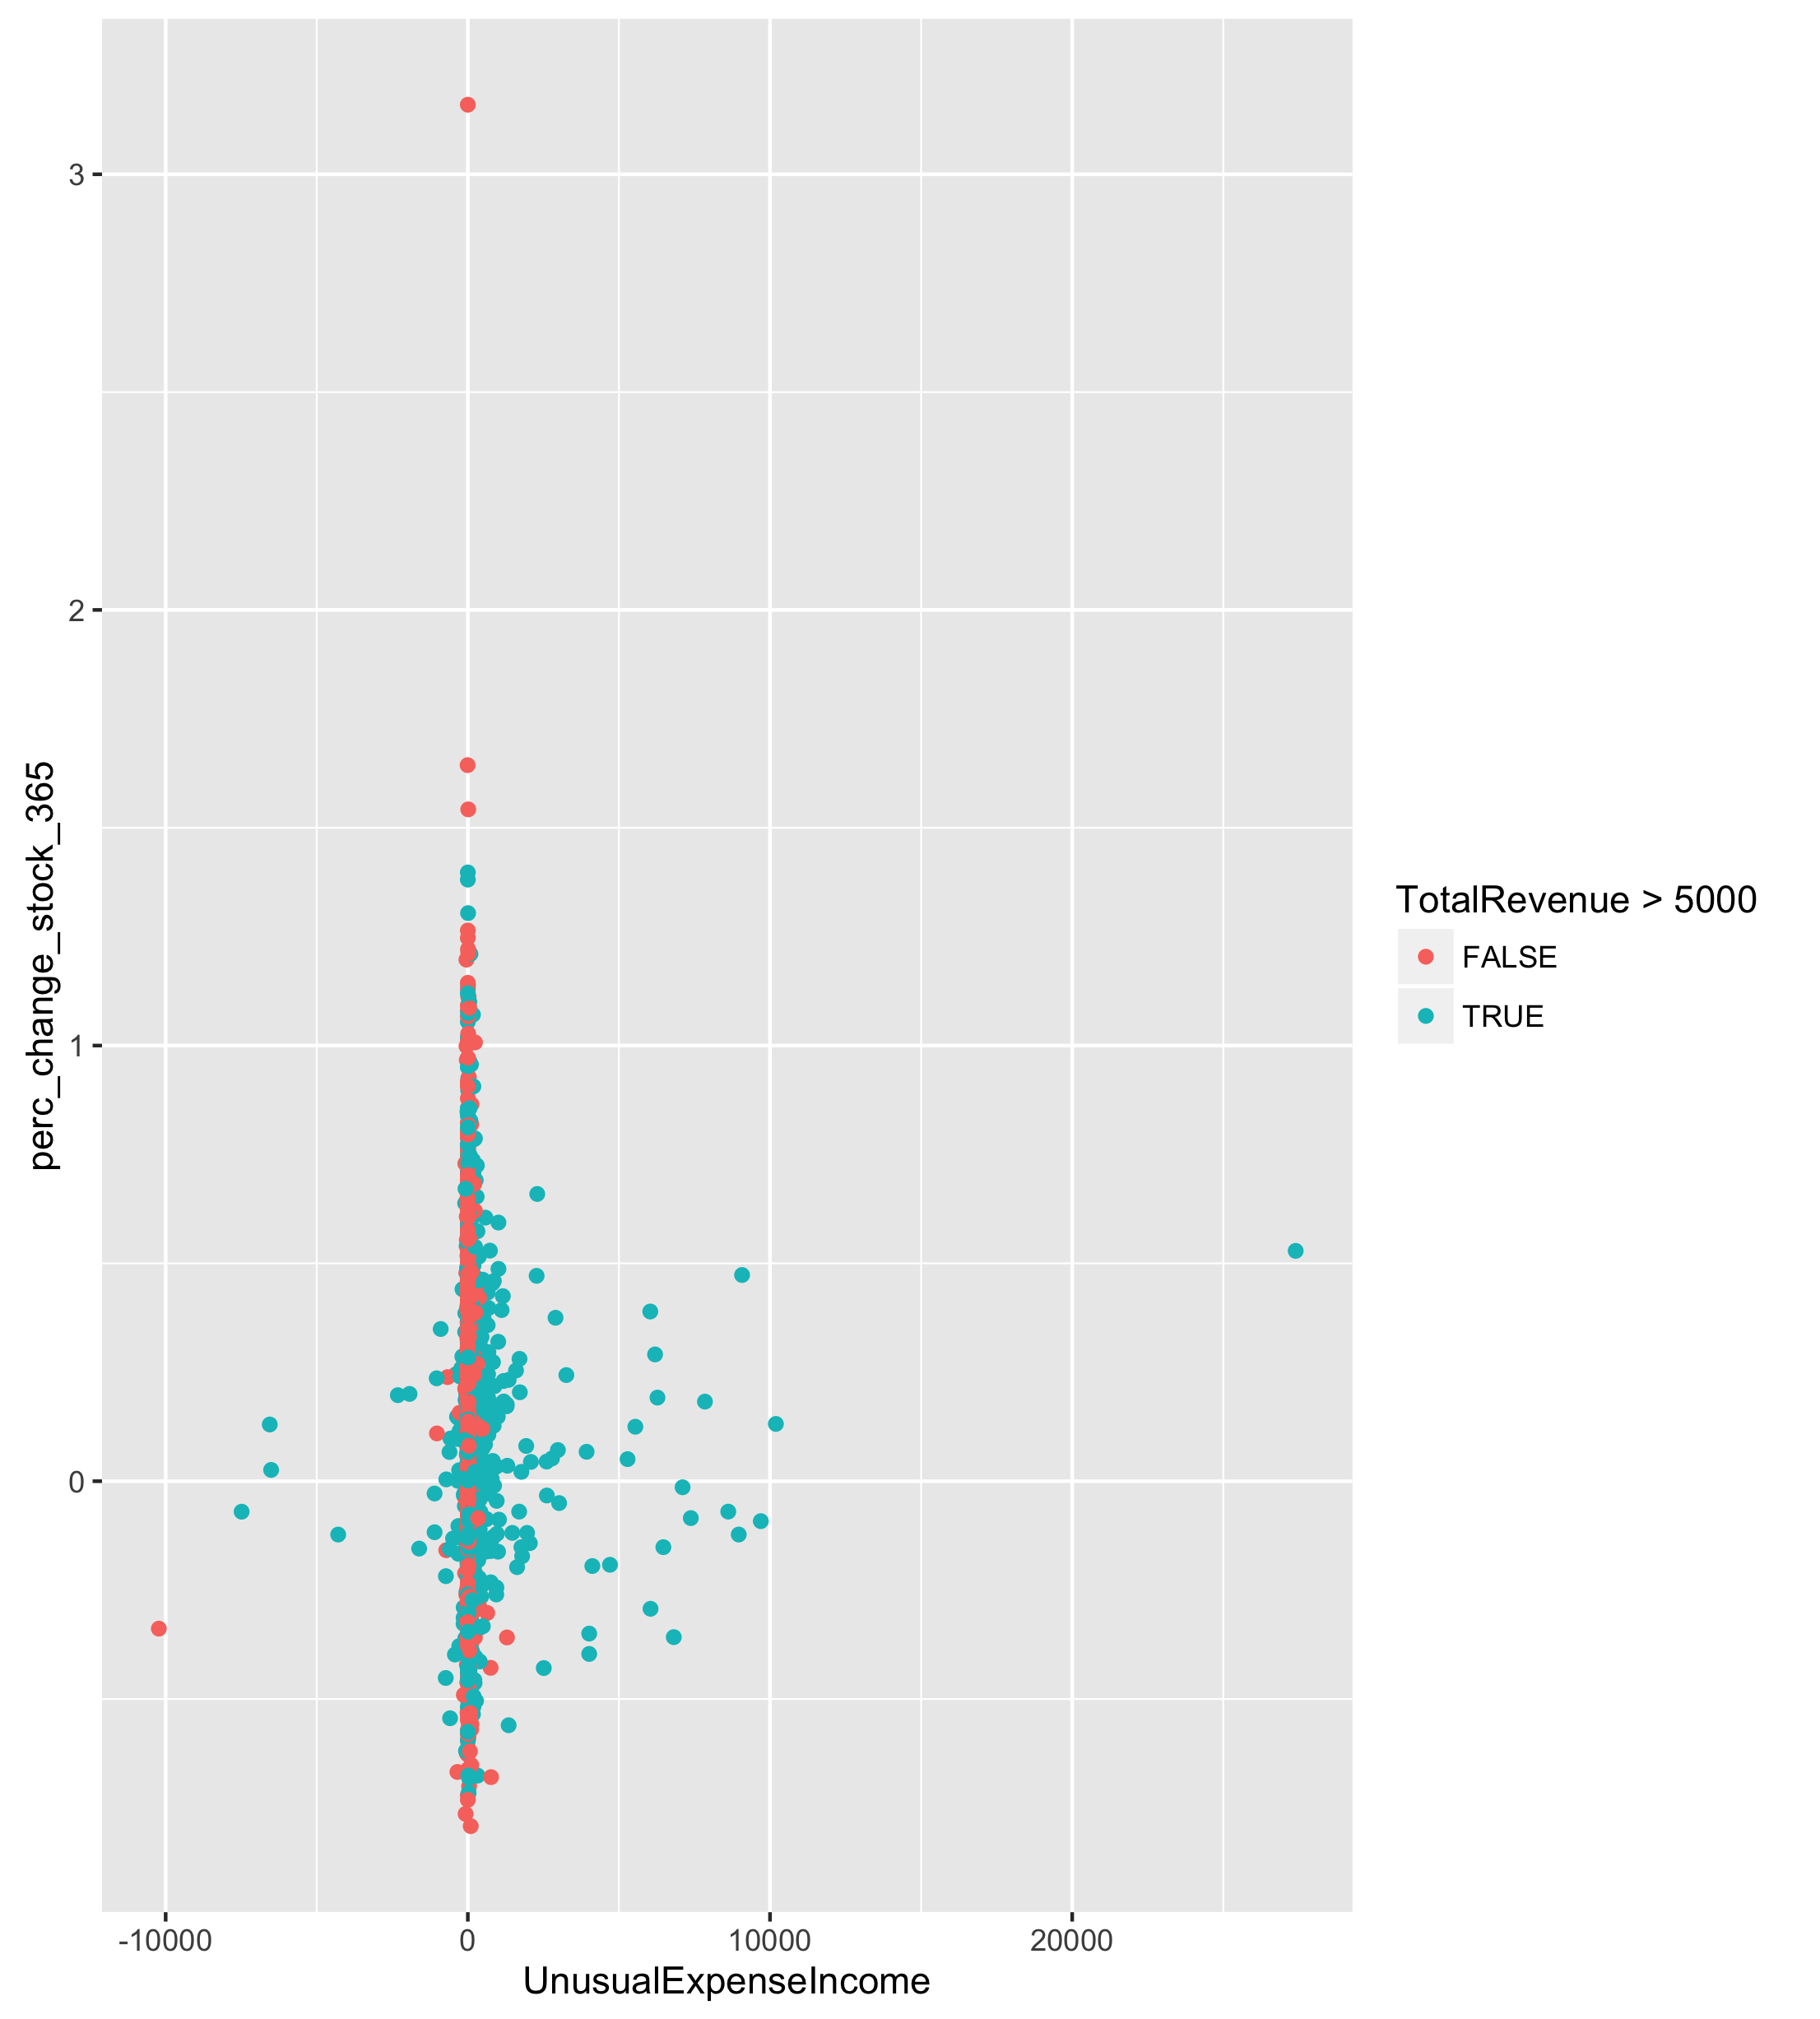 perc_change_stock_365
3
2
1
0
-10000
0
10000
20000
UnusualExpenseIncome
TotalRevenue > 5000
FALSE
TRUE